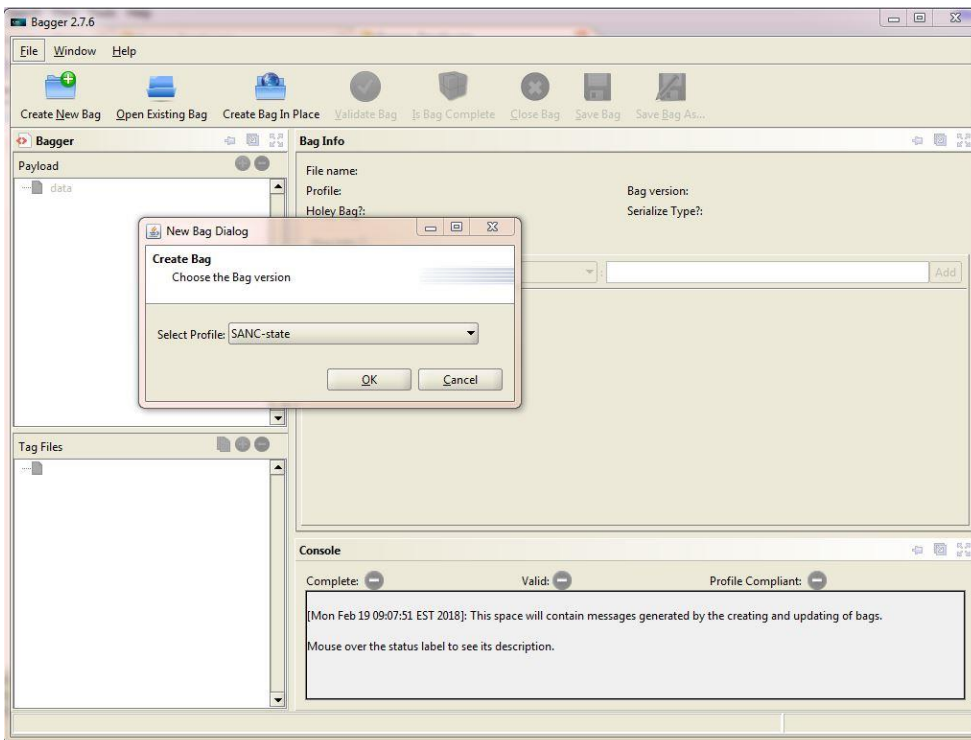 Bagger 2.7.6
File Window Help
Create New Bag Open Existing Bag Create Bag In Place Validate Bag Is Bag Complete Close Bag Save Bag Save Bag As...
Bagger
Payload
data
Bag Info
File name:
Profile:
Bag version:
Holey Bag?:
Serialize Type?:
:
Add
New Bag Dialog
Create Bag
Choose the Bag version
Select Profile: SANC-state
OK Cancel
Tag Files
Console
Complete: Valid: Profile Compliant:
[Mon Feb 19 09:07:51 EST 2018]: This space will contain messages generated by the creating and updating of bags.
Mouse over the status label to see its description.